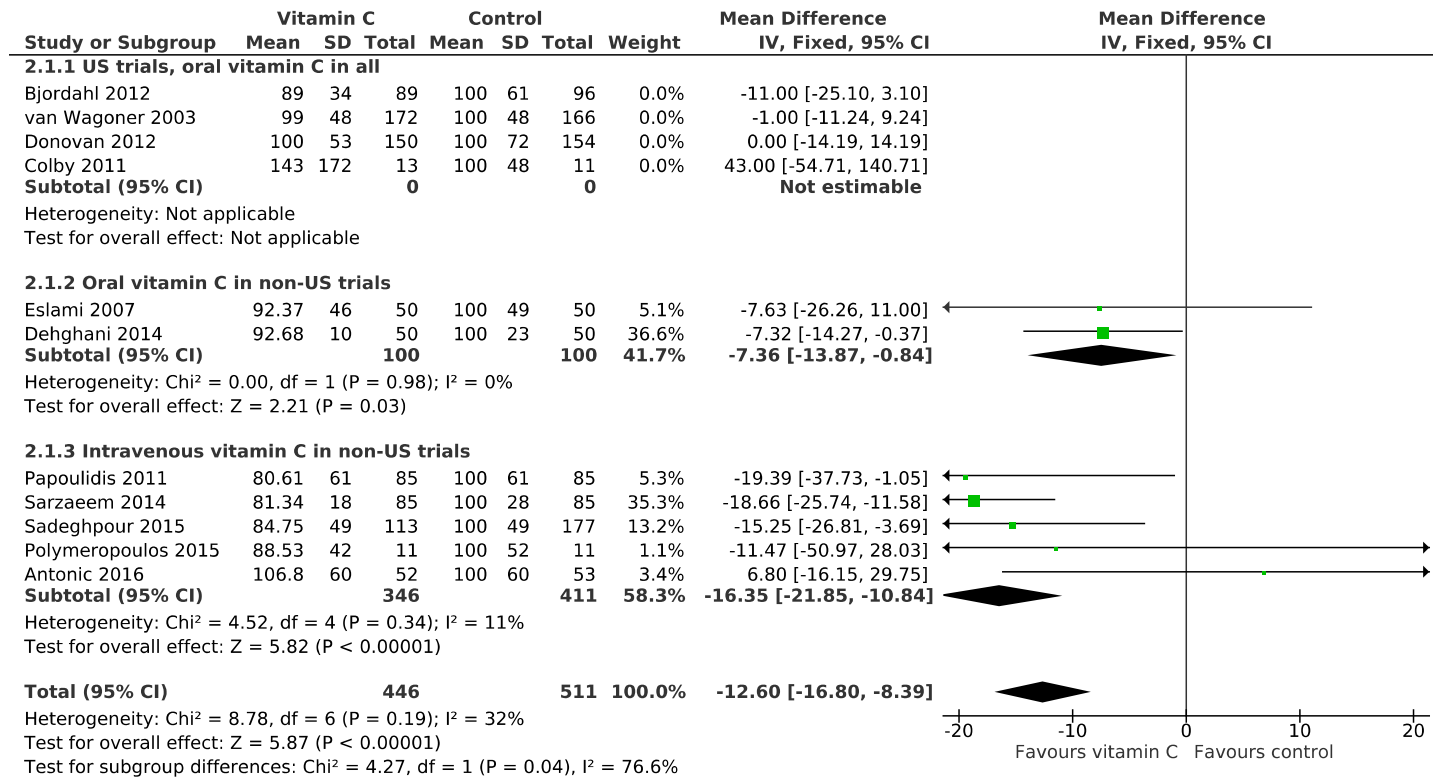 Vitamin C Control Mean Difference Mean Difference
Study or Subgroup Mean SD Total Mean SD Total Weight IV, Fixed, 95% CI IV, Fixed, 95% CI
2.1.1 US trials, oral vitamin C in all
Bjordahl 2012 89 34 89 100 61 96 0.0% -11.00 [-25.10, 3.10]
van Wagoner 2003 99 48 172 100 48 166 0.0% -1.00 [-11.24, 9.24]
Donovan 2012 100 53 150 100 72 154 0.0% 0.00 [-14.19, 14.19]
Colby 2011 143 172 13 100 48 11 0.0% 43.00 [-54.71, 140.71]
Subtotal (95% CI) 0 0 Not estimable
Heterogeneity: Not applicable
Test for overall effect: Not applicable
2.1.2 Oral vitamin C in non-US trials
Eslami 2007 92.37 46 50 100 49 50 5.1% -7.63 [-26.26, 11.00]
Dehghani 2014 92.68 10 50 100 23 50 36.6% -7.32 [-14.27, -0.37]
Subtotal (95% CI) 100 100 41.7% -7.36 [-13.87, -0.84]
Heterogeneity: Chi² = 0.00, df = 1 (P = 0.98); I² = 0%
Test for overall effect: Z = 2.21 (P = 0.03)
2.1.3 Intravenous vitamin C in non-US trials
Papoulidis 2011 80.61 61 85 100 61 85 5.3% -19.39 [-37.73, -1.05]
Sarzaeem 2014 81.34 18 85 100 28 85 35.3% -18.66 [-25.74, -11.58]
Sadeghpour 2015 84.75 49 113 100 49 177 13.2% -15.25 [-26.81, -3.69]
Polymeropoulos 2015 88.53 42 11 100 52 11 1.1% -11.47 [-50.97, 28.03]
Antonic 2016 106.8 60 52 100 60 53 3.4% 6.80 [-16.15, 29.75]
Subtotal (95% CI) 346 411 58.3% -16.35 [-21.85, -10.84]
Heterogeneity: Chi² = 4.52, df = 4 (P = 0.34); I² = 11%
Test for overall effect: Z = 5.82 (P < 0.00001)
Total (95% CI) 446 511 100.0% -12.60 [-16.80, -8.39]
Heterogeneity: Chi² = 8.78, df = 6 (P = 0.19); I² = 32%
Test for overall effect: Z = 5.87 (P < 0.00001)
Test for subgroup differences: Chi² = 4.27, df = 1 (P = 0.04), I² = 76.6%
-20 -10 0 10 20
Favours vitamin C Favours control